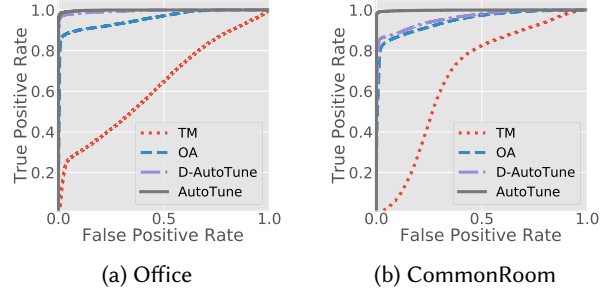 1.0
0.8
0.6
0.4
0.2
0.0
0.5
1.0
True Positive Rate
False Positive Rate
TM
OA
D-AutoTune
AutoTune
(a) Office
1.0
0.8
0.6
0.4
0.2
0.0
0.5
1.0
True Positive Rate
False Positive Rate
TM
OA
D-AutoTune
AutoTune
(b) CommonRoom